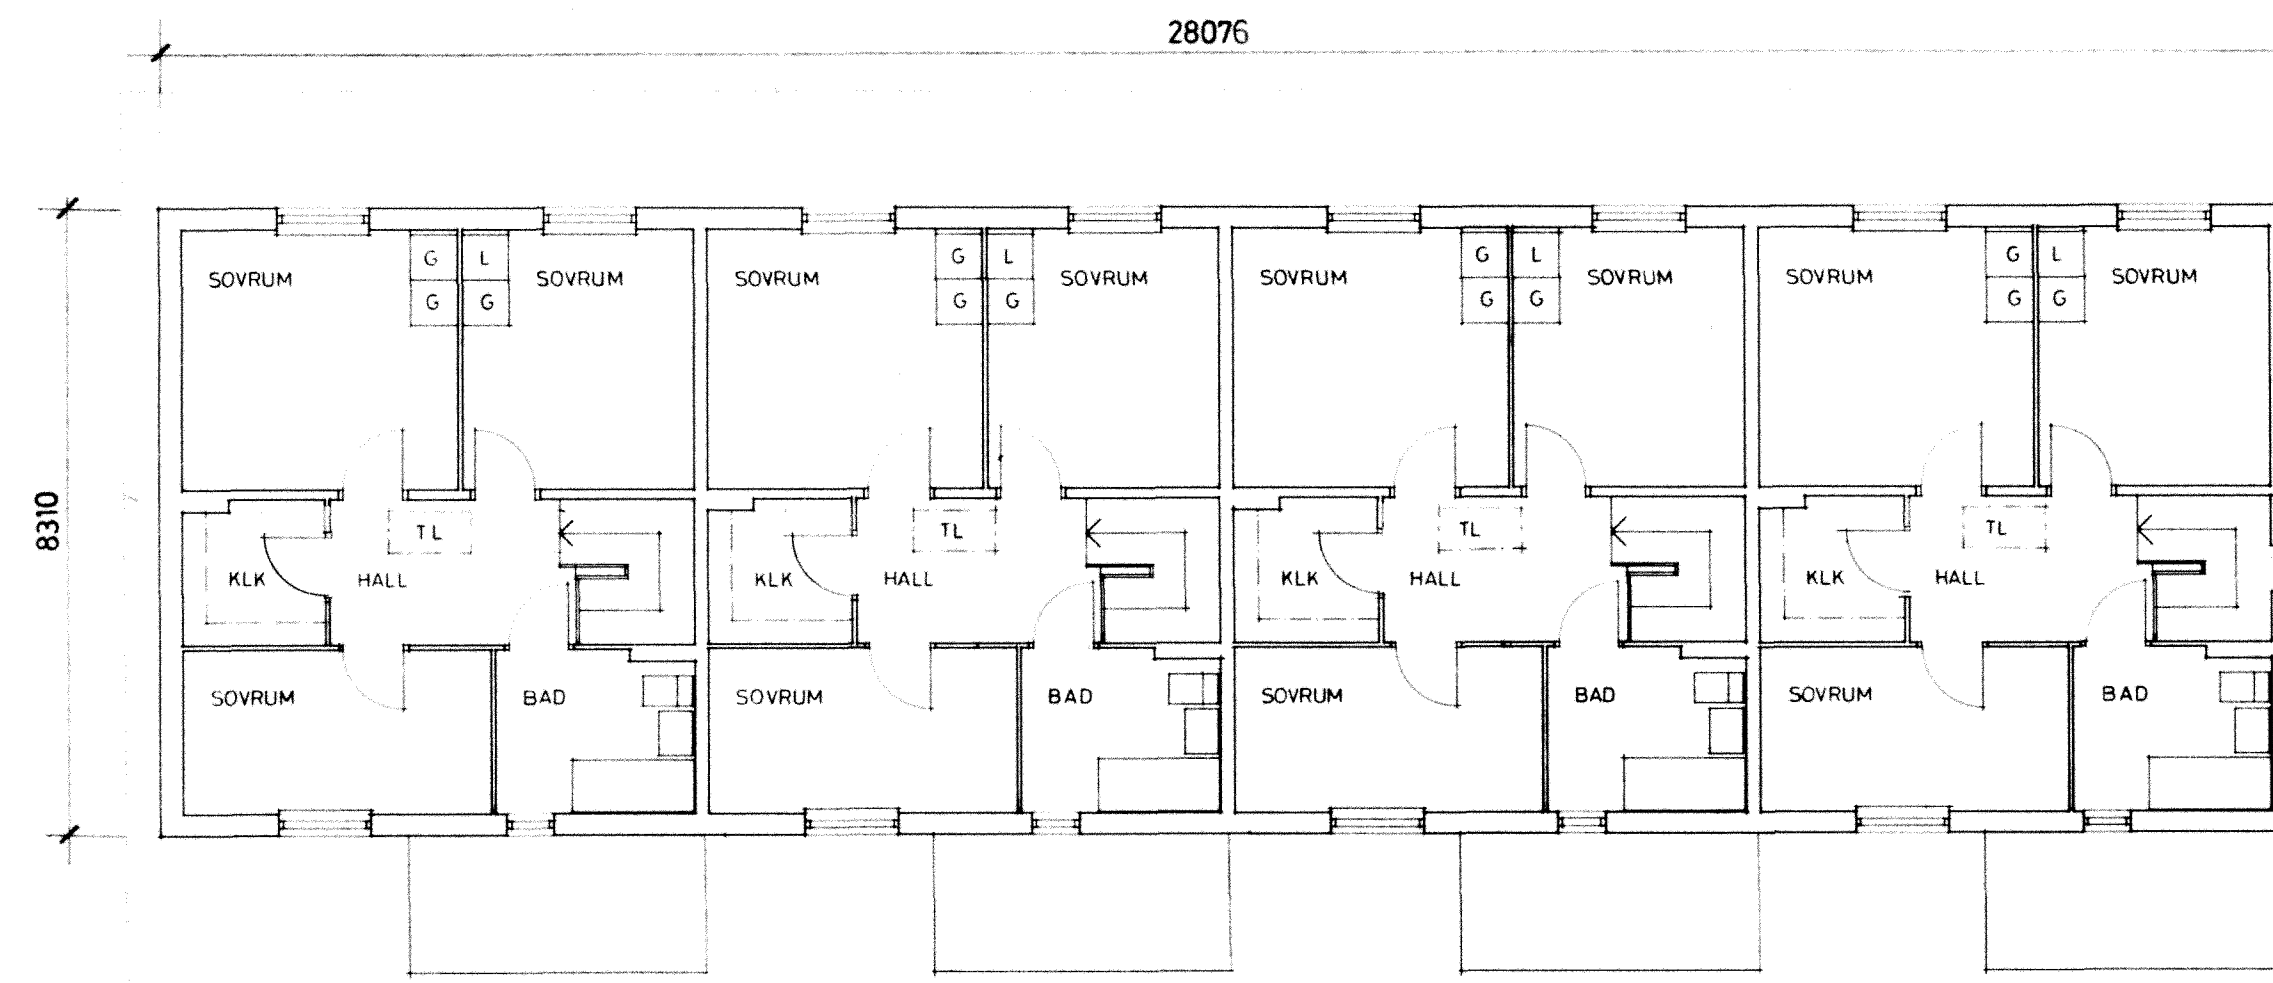 28076
8310
G L G L G L G L
SOVRUM SOVRUM SOVRUM SOVRUM SOVRUM SOVRUM SOVRUM SOVRUM
G G G G G G G G
TL TL TL TL
KLK HALL KLK HALL KLK HALL KLK HALL
SOVRUM BAD SOVRUM BAD SOVRUM BAD SOVRUM BAD